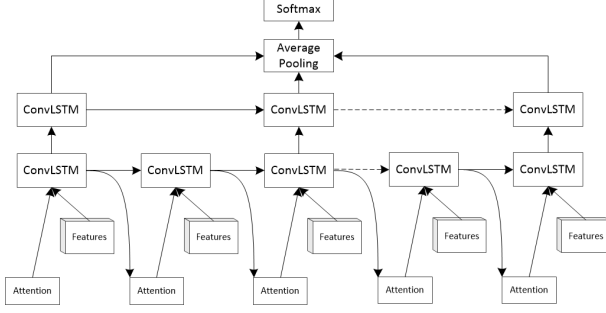 Softmax
Average
Pooling
ConvLSTM
ConvLSTM
ConvLSTM
ConvLSTM
ConvLSTM
ConvLSTM
ConvLSTM
ConvLSTM
Features
Features
Features
Features
Features
Attention
Attention
Attention
Attention
Attention